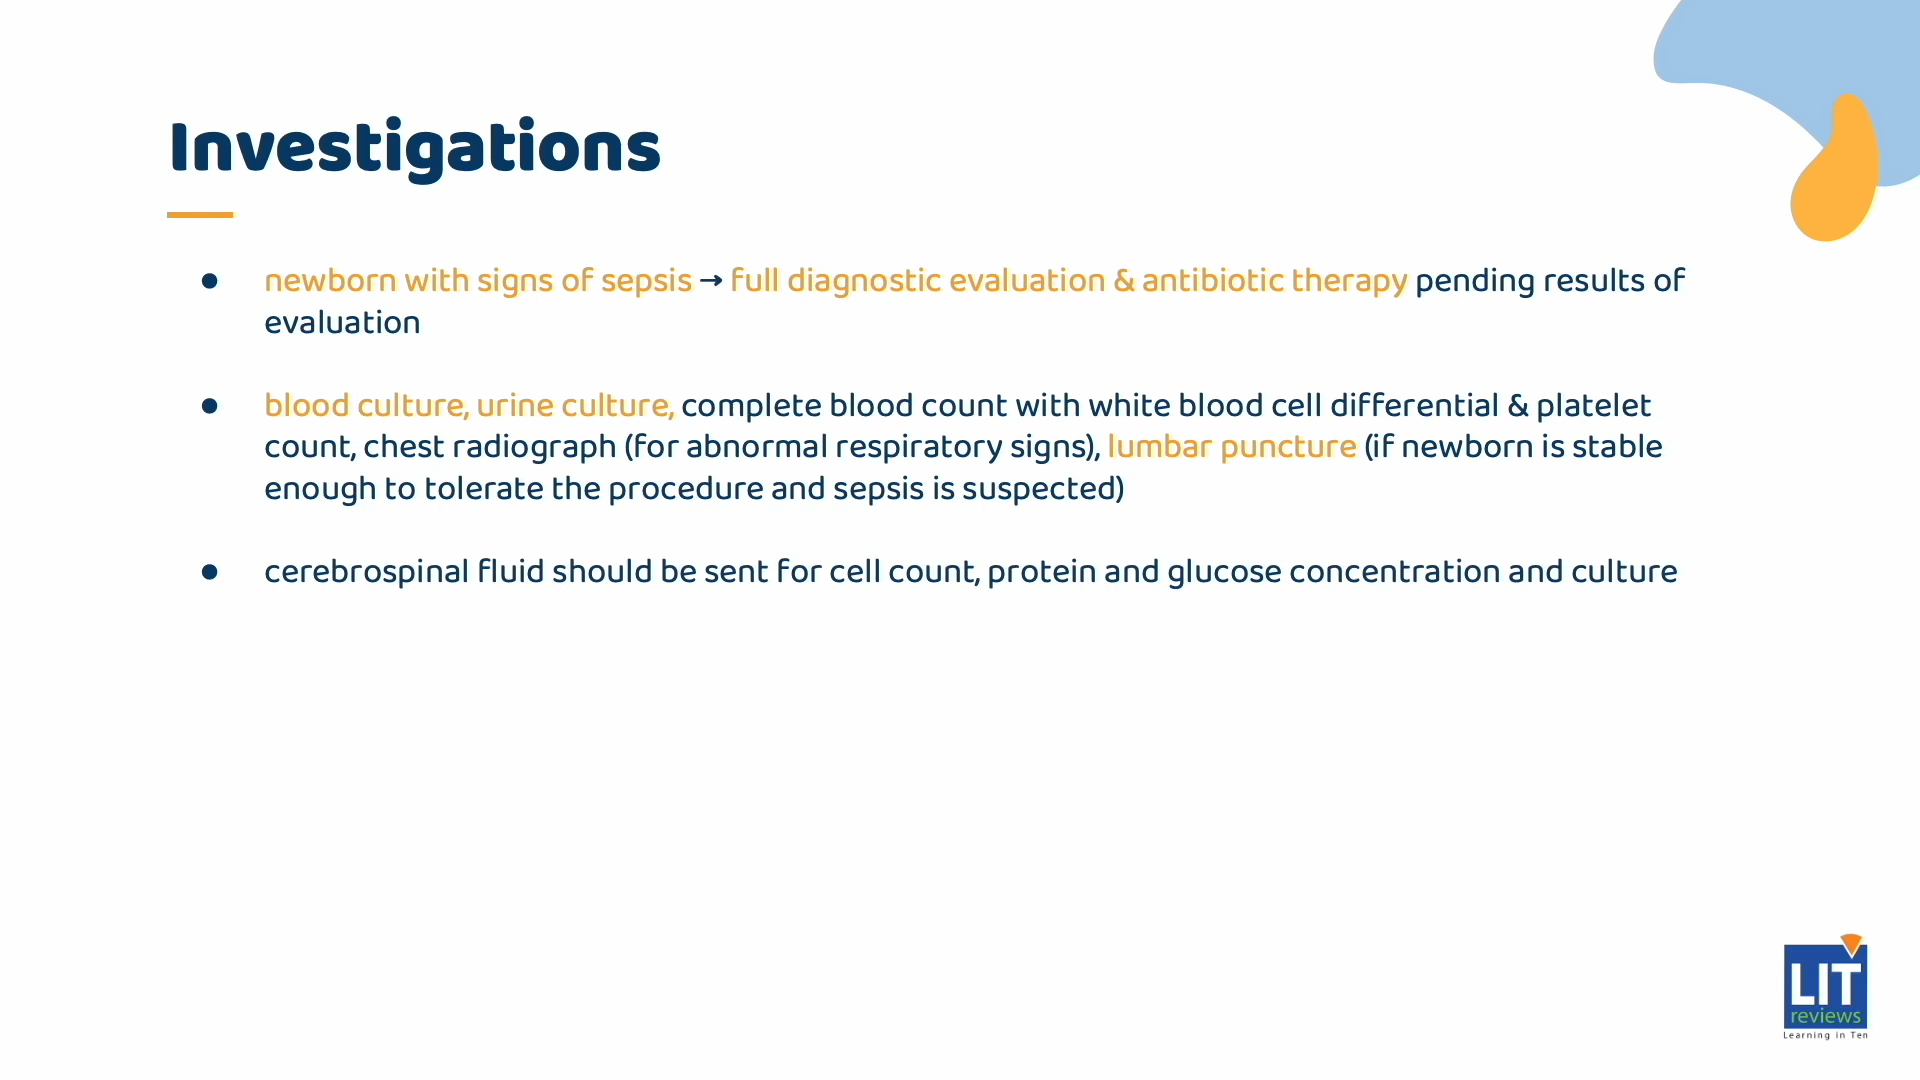 Investigations
● newborn with signs of sepsis → full diagnostic evaluation & antibiotic therapy pending results of
evaluation
● blood culture, urine culture, complete blood count with white blood cell differential & platelet
count, chest radiograph (for abnormal respiratory signs), lumbar puncture (if newborn is stable
enough to tolerate the procedure and sepsis is suspected)
● cerebrospinal fluid should be sent for cell count, protein and glucose concentration and culture
LIT
reviews
Learning in Ten